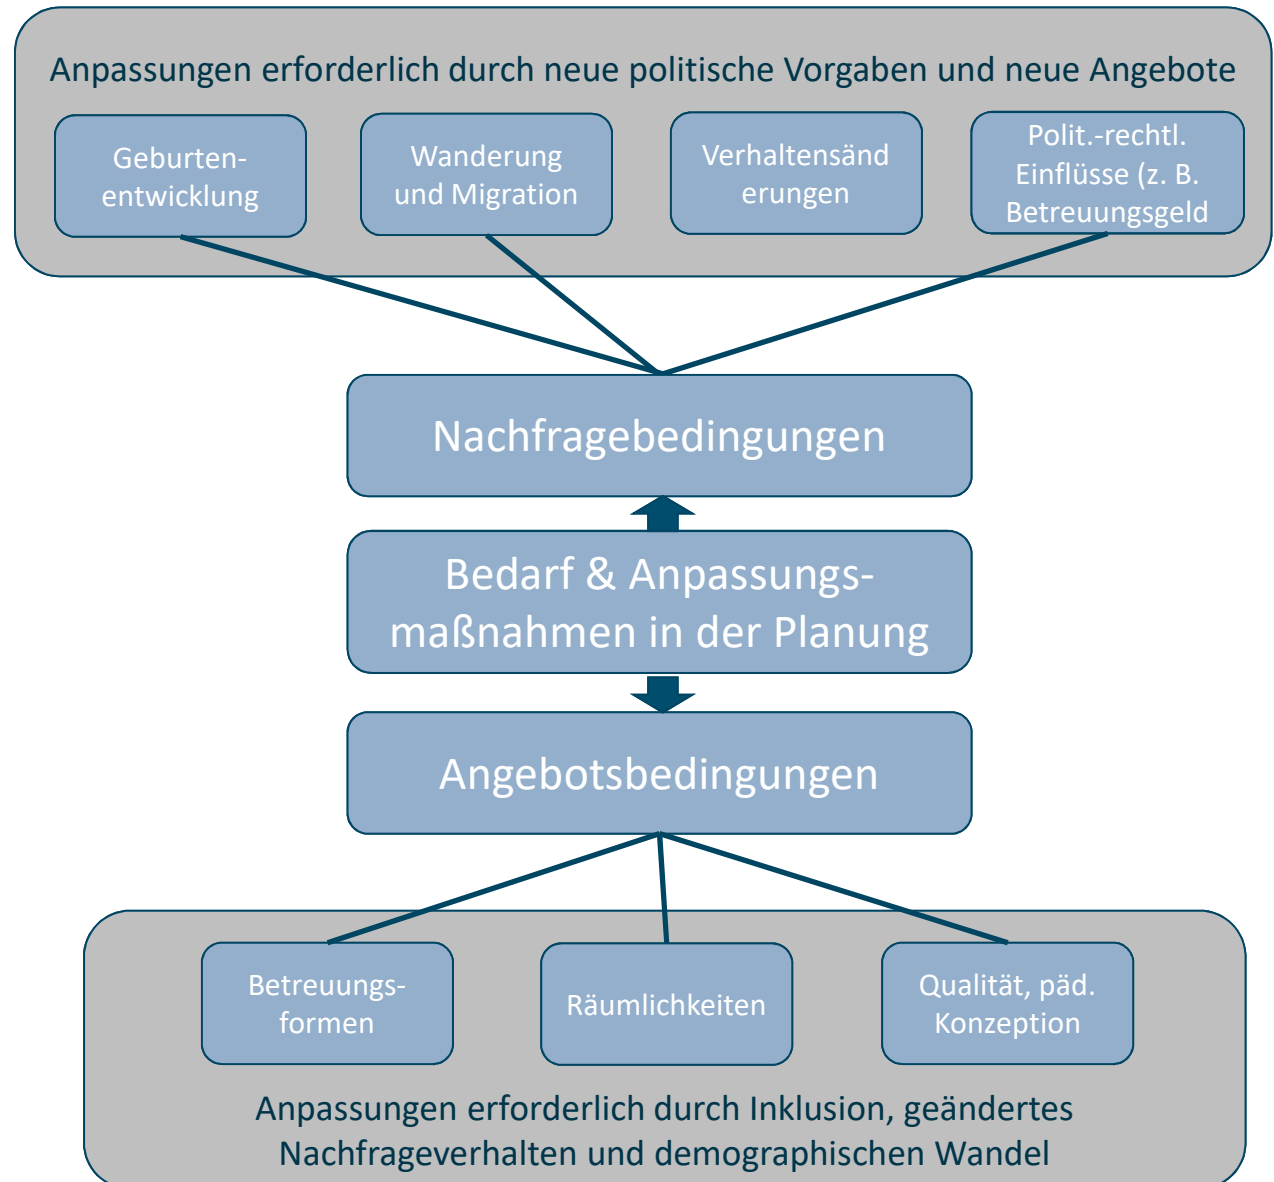 Anpassungen erforderlich durch neue politische Vorgaben und neue Angebote
Geburten-
entwicklung
Wanderung
und Migration
Verhaltensänd
erungen
Polit.-rechtl.
Einflüsse (z. B.
Betreuungsgeld
Nachfragebedingungen
Bedarf & Anpassungs-
maßnahmen in der Planung
Angebotsbedingungen
Betreuungs-
formen
Räumlichkeiten
Qualität, päd.
Konzeption
Anpassungen erforderlich durch Inklusion, geändertes
Nachfrageverhalten und demographischen Wandel